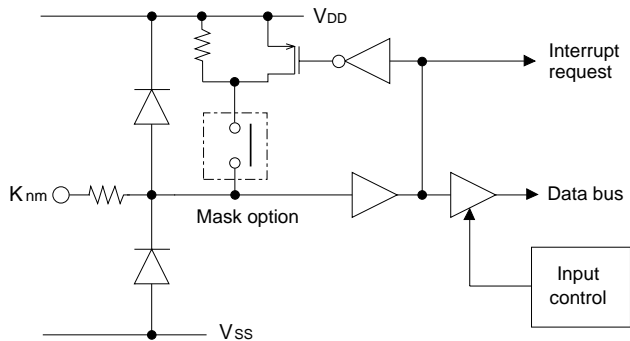 VDD
Interrupt
request
Knm
Mask option
Data bus
Input
control
VSS